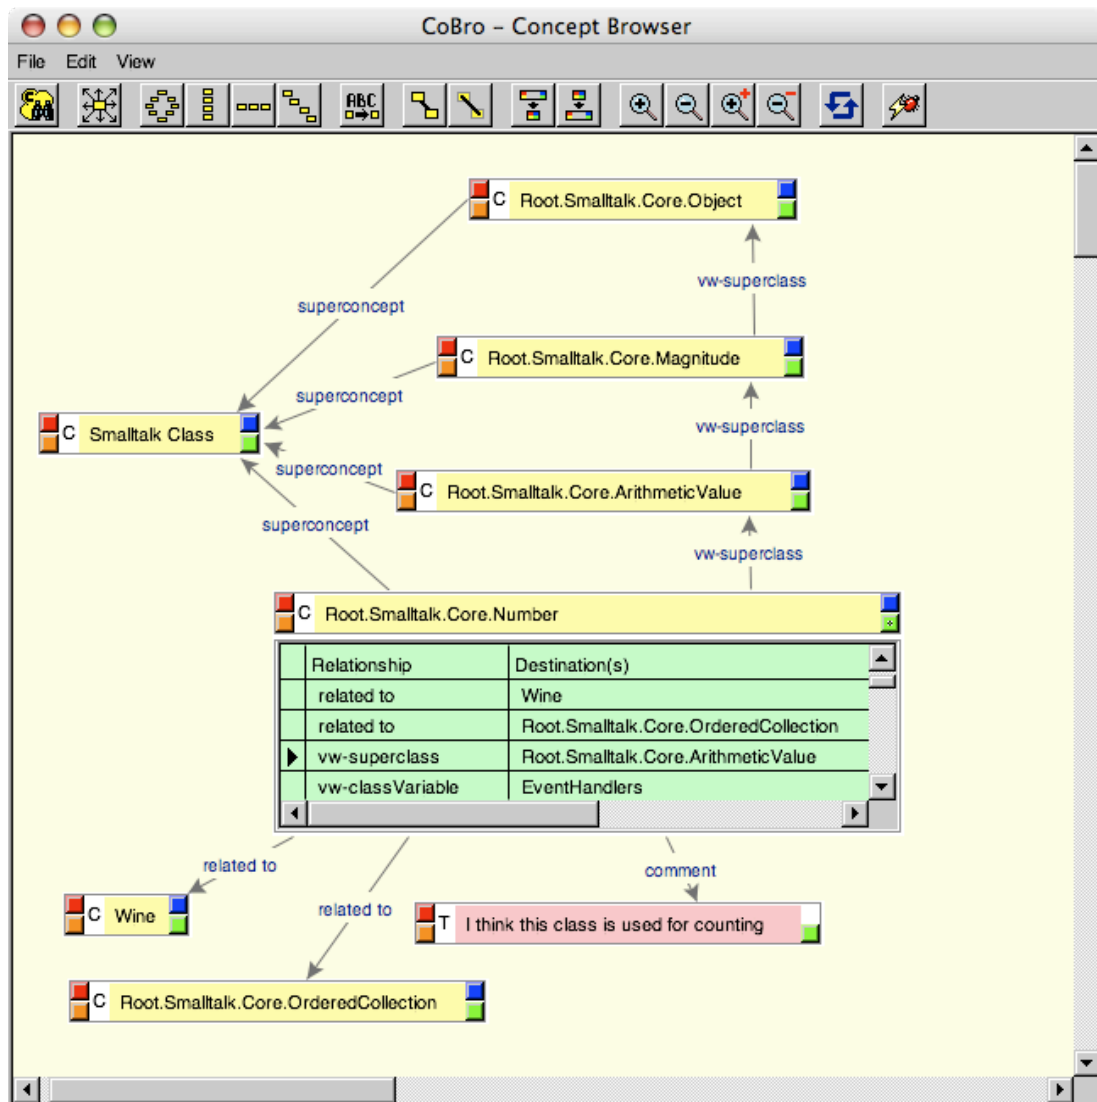 CoBro – Concept Browser
File Edit View
ABC
C Root.Smalltalk.Core.Object
vw-superclass
superconcept
C Root.Smalltalk.Core.Magnitude
superconcept
C Smalltalk Class
vw-superclass
superconcept
C Root.Smalltalk.Core.ArithmeticValue
superconcept
vw-superclass
C Root.Smalltalk.Core.Number
Relationship Destination(s)
related to Wine
related to Root.Smalltalk.Core.OrderedCollection
vw-superclass Root.Smalltalk.Core.ArithmeticValue
vw-classVariable EventHandlers
related to
comment
C Wine
related to
T I think this class is used for counting
C Root.Smalltalk.Core.OrderedCollection